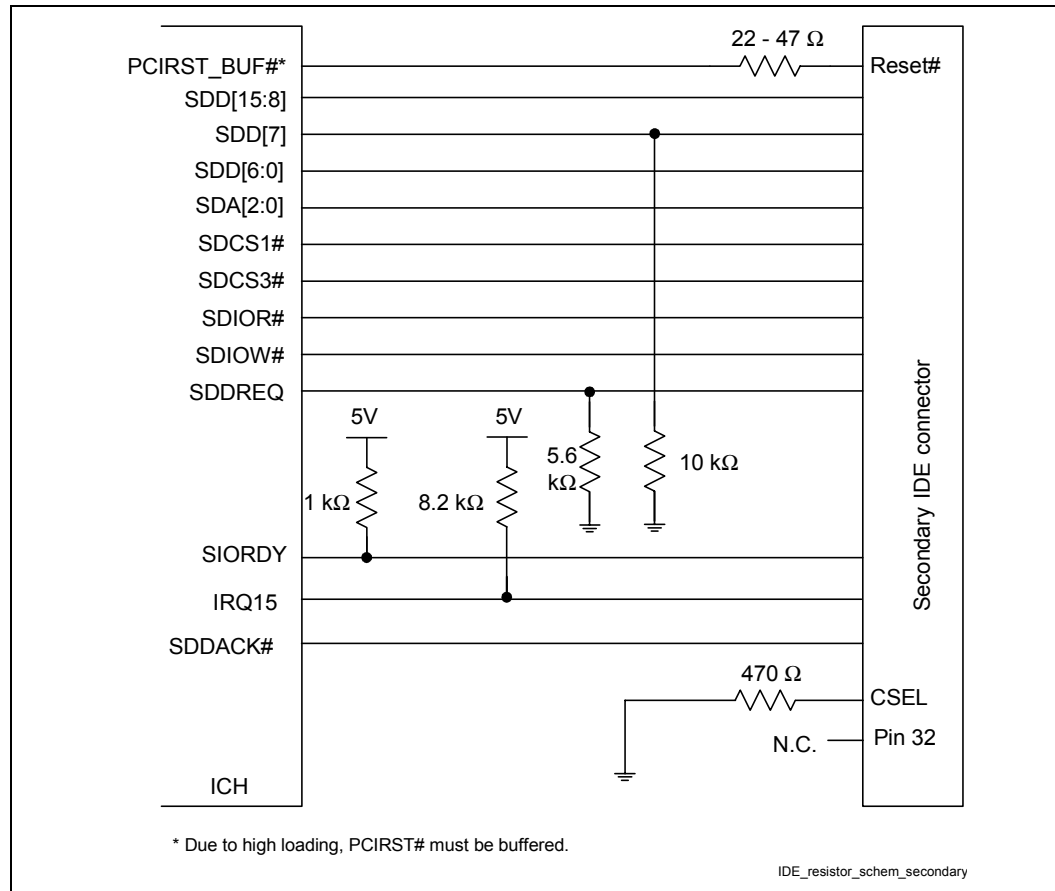 22 - 47 Ω
PCIRST_BUF#*
Reset#
SDD[15:8]
SDD[7]
SDD[6:0]
SDA[2:0]
SDCS1#
SDCS3#
SDIOR#
SDIOW#
SDDREQ
5V
5V
1 kΩ
8.2 kΩ
5.6
kΩ
10 kΩ
Secondary IDE connector
SIORDY
IRQ15
SDDACK#
470 Ω
CSEL
N.C.
Pin 32
ICH
* Due to high loading, PCIRST# must be buffered.
IDE_resistor_schem_secondary